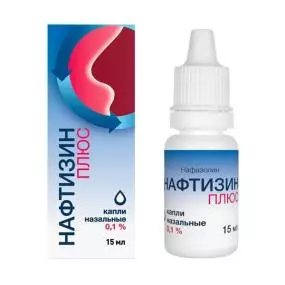 НАФТИЗИН
ПЛЮС
капли
назальные
0,1 %
15 мл
Нафазолин
НАФТИЗИН
ПЛЮС
капли
назальные
0,1 %
15 мл